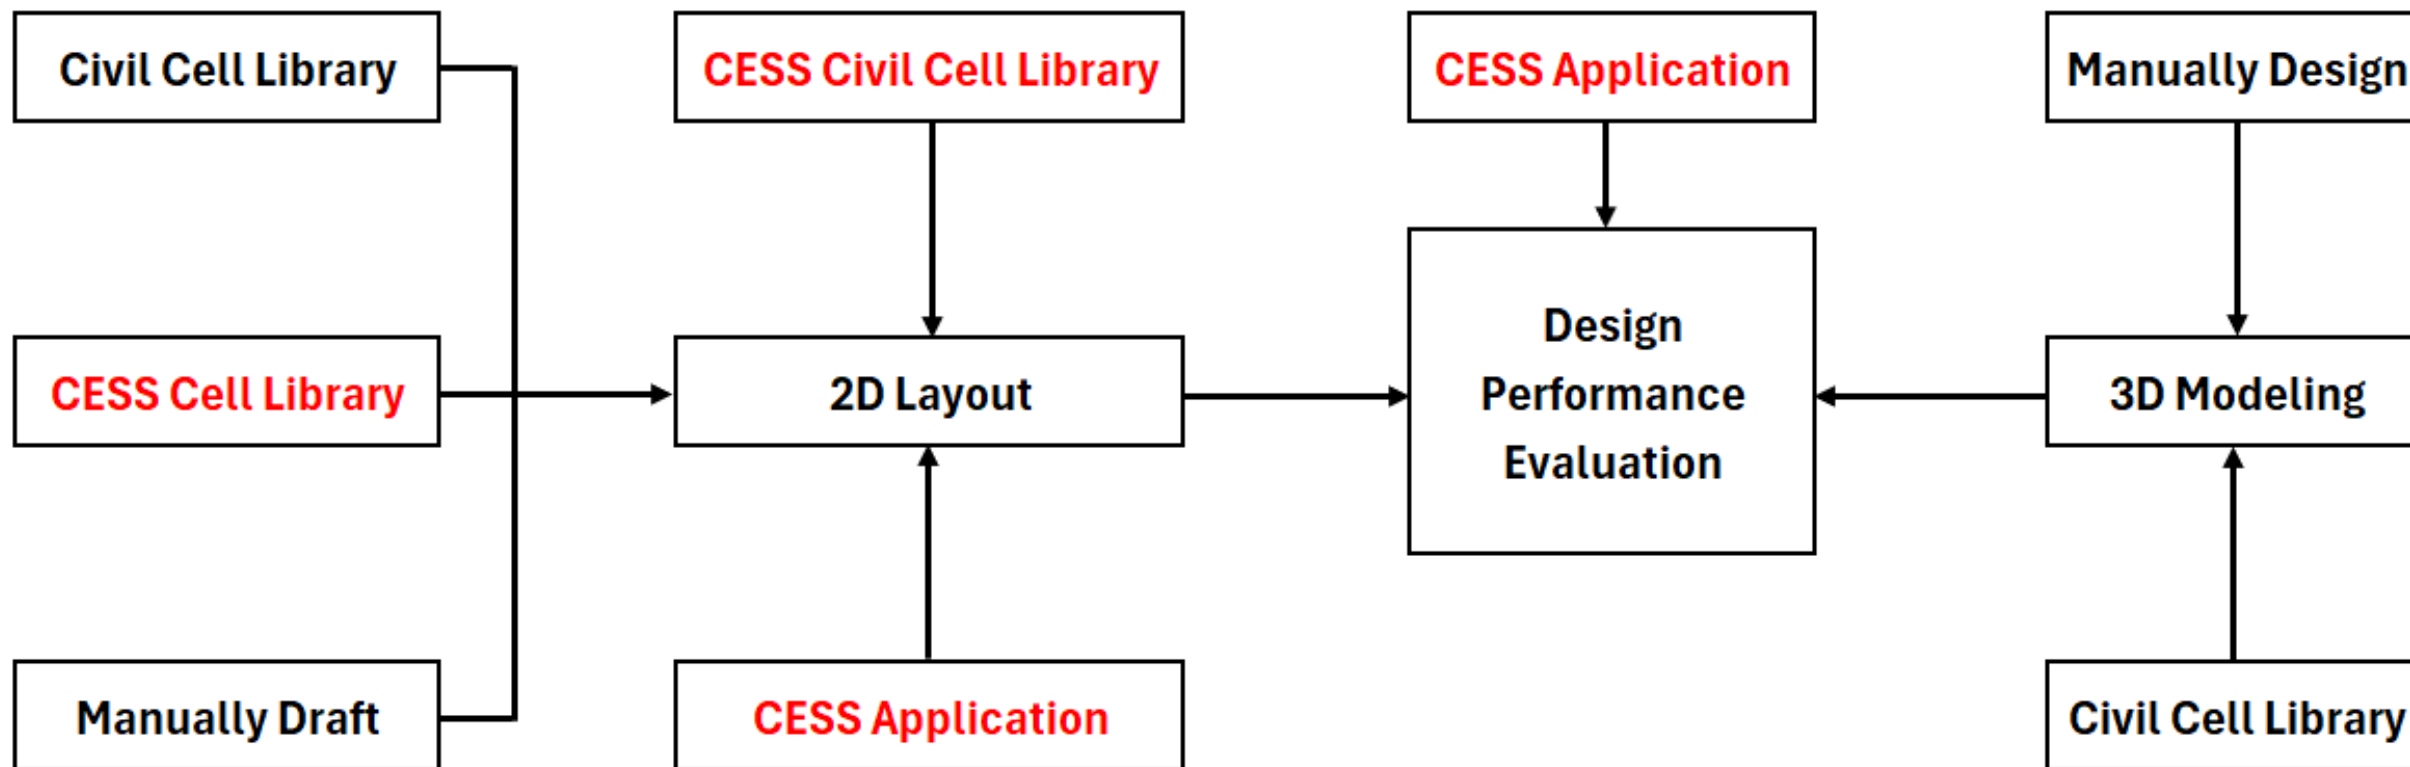 Civil Cell Library
CESS Civil Cell Library
CESS Application
Manually Design
CESS Cell Library
2D Layout
Design
Performance
Evaluation
3D Modeling
Manually Draft
CESS Application
Civil Cell Library